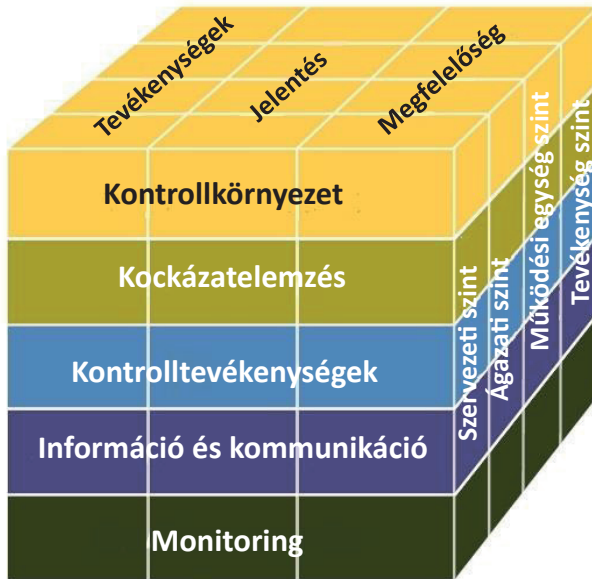 Tevékenységek
Jelentés
Megfelelőség
Kontrollkörnyezet
Kockázatelemzés
Kontrolltevékenységek
Információ és kommunikáció
Monitoring
Szervezeti szint
Ágazati szint
Működési egység szint
Tevékenység szint